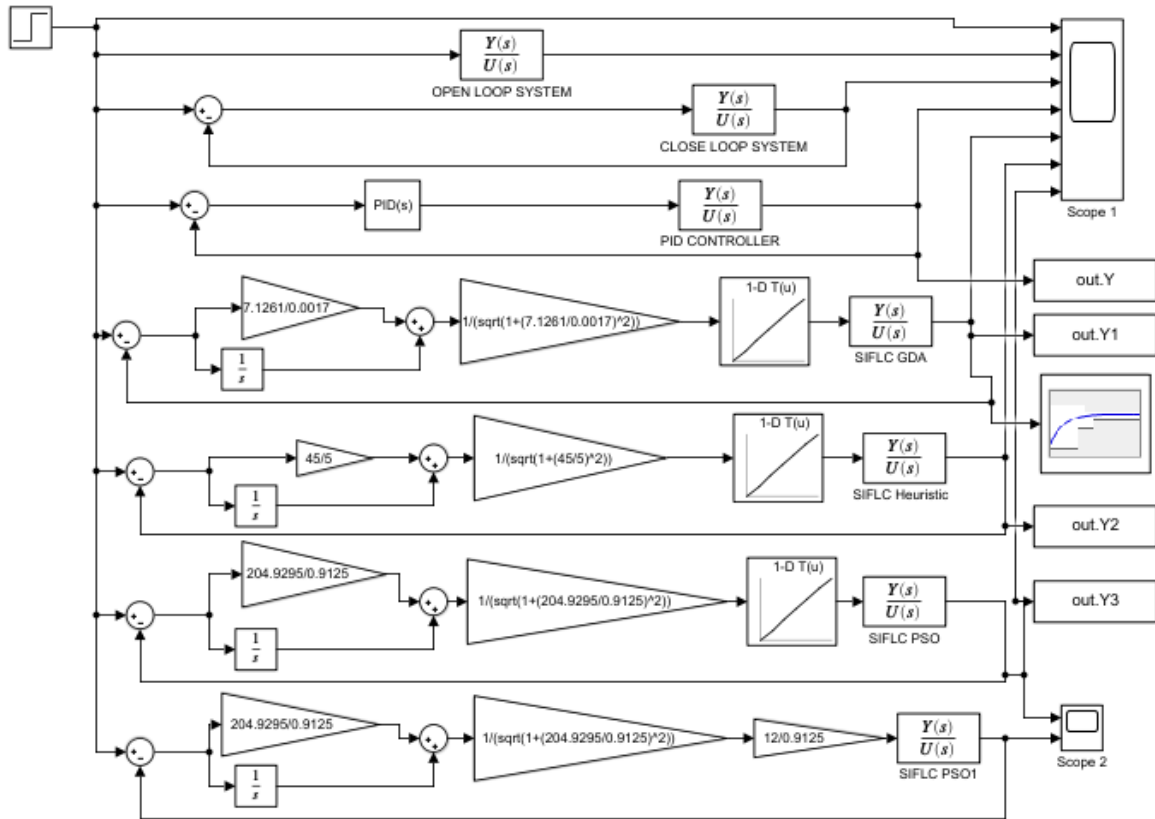 Y(s)
U(s)
OPEN LOOP SYSTEM
+
-
Y(s)
U(s)
CLOSE LOOP SYSTEM
Scope 1
+
-
PID(s)
Y(s)
U(s)
PID CONTROLLER
out.Y
+
-
7.1261/0.0017
1
s
+
+
1/(sqrt(1+(7.1261/0.0017)^2))
1-D T(u)
Y(s)
U(s)
SIFLC GDA
out.Y1
+
-
45/5
1
s
+
+
1/(sqrt(1+(45/5)^2))
1-D T(u)
Y(s)
U(s)
SIFLC Heuristic
out.Y2
+
-
204.9295/0.9125
1
s
+
+
1/(sqrt(1+(204.9295/0.9125)^2))
1-D T(u)
Y(s)
U(s)
SIFLC PSO
out.Y3
+
-
204.9295/0.9125
1
s
+
+
1/(sqrt(1+(204.9295/0.9125)^2))
12/0.9125
Y(s)
U(s)
SIFLC PSO1
Scope 2